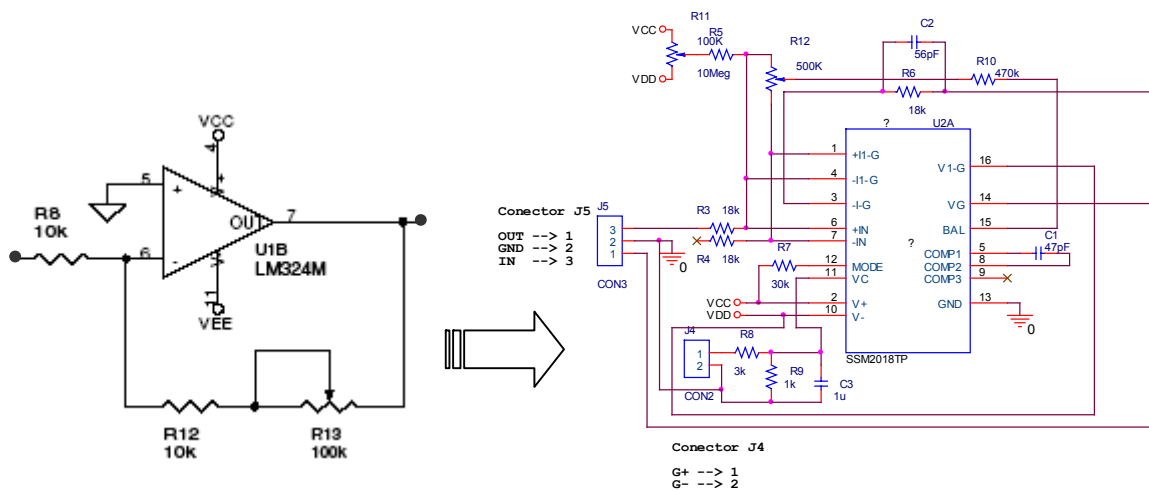 VCC
4
5
+
V+
OUT
7
R8
10k
6
-
V-
U1B
LM324M
11
VEE
R12
10k
R13
100k
R11
VCC
R5
100K
VDD
10Meg
R12
500K
C2
56pF
R10
470k
R6
18k
?
U2A
1
+I1-G
V1-G
16
4
-I1-G
3
-I-G
VG
14
6
+IN
BAL
15
7
-IN
?
COMP1
5
C1
47pF
12
MODE
COMP2
8
11
VC
COMP3
9
2
V+
GND
13
0
10
V-
SSM2018TP
Conector J5
OUT --> 1
GND --> 2
IN --> 3
J5
3
2
1
CON3
R3
18k
R4
18k
0
R7
30k
VCC
VDD
J4
1
2
CON2
R8
3k
R9
1k
C3
1u
Conector J4
G+ --> 1
G- --> 2